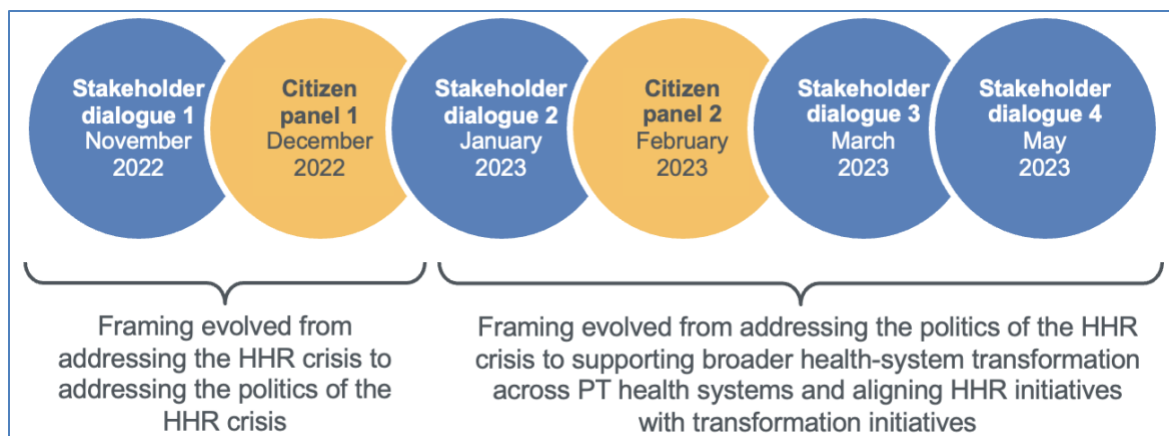 Stakeholder
dialogue 1
November
2022
Citizen
panel 1
December
2022
Stakeholder
dialogue 2
January
2023
Citizen
panel 2
February
2023
Stakeholder
dialogue 3
March
2023
Stakeholder
dialogue 4
May
2023
Framing evolved from
addressing the HHR crisis to
addressing the politics of the
HHR crisis
Framing evolved from addressing the politics of the HHR
crisis to supporting broader health-system transformation
across PT health systems and aligning HHR initiatives
with transformation initiatives